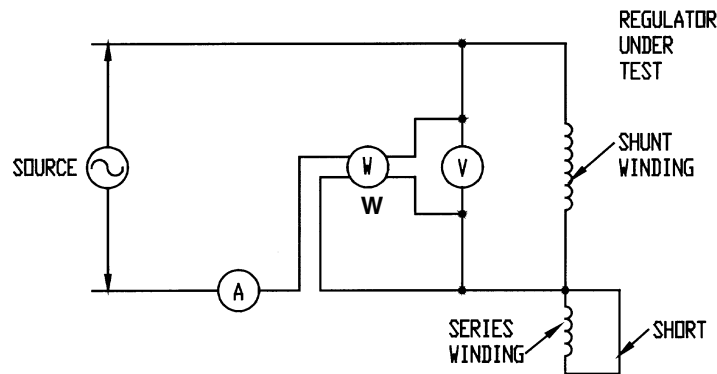 REGULATOR
UNDER
TEST
SOURCE
W
V
W
SHUNT
WINDING
A
SERIES
WINDING
SHORT